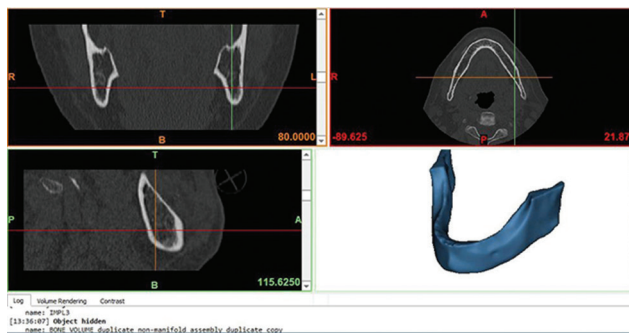 T
R
L
B
80.0000
A
R
P
-89.625
21.87
T
P
A
B
115.6250
Log Volume Rendering Contrast
name: IMPL3
[13:36:07] Object hidden
name: BONE VOLUME duplicate non-manifold assembly duplicate copy